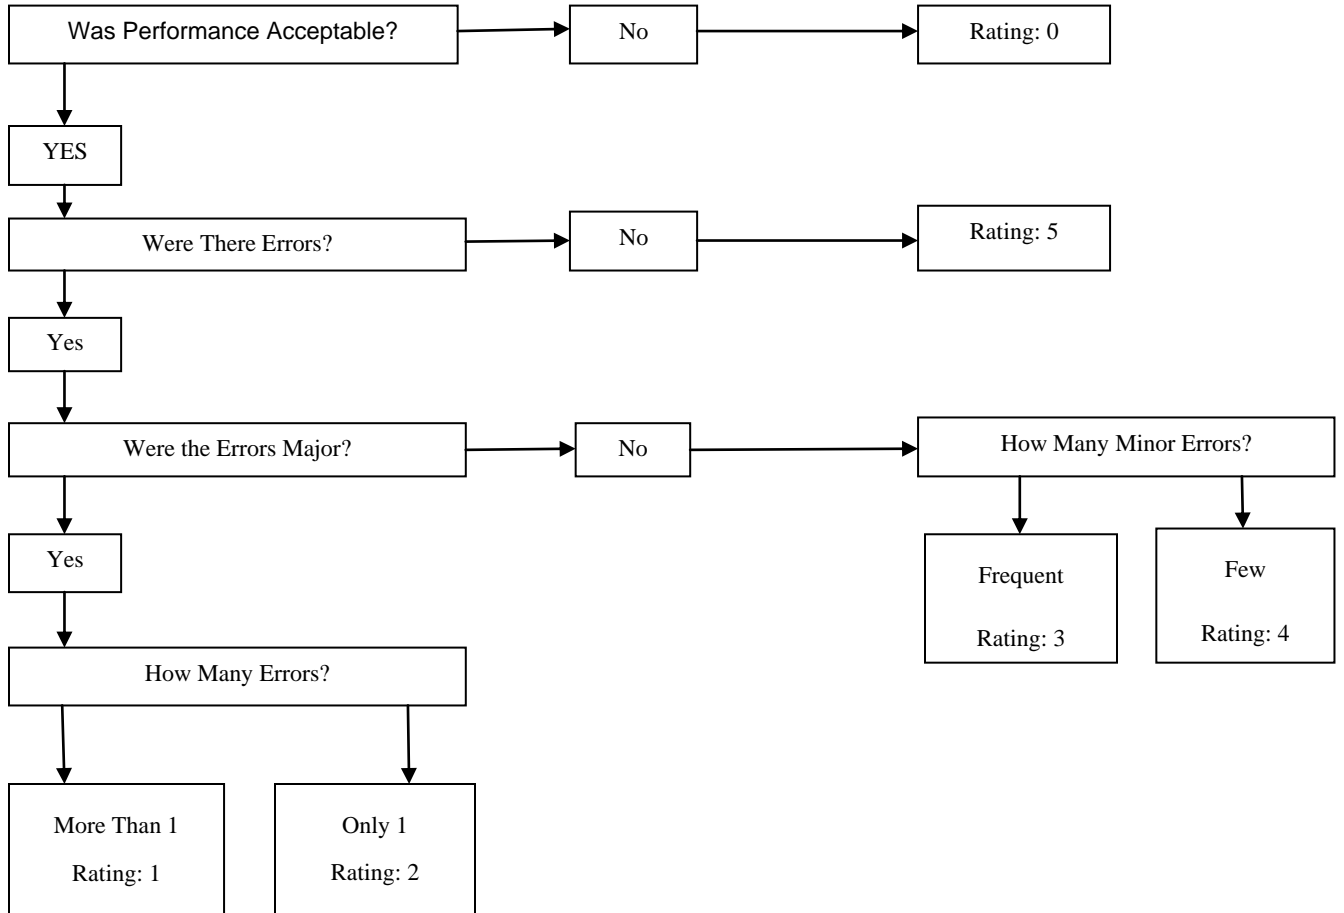 Was Performance Acceptable?
No
Rating: 0
YES
Were There Errors?
No
Rating: 5
Yes
Were the Errors Major?
No
How Many Minor Errors?
Yes
Frequent
Rating: 3
Few
Rating: 4
How Many Errors?
More Than 1
Rating: 1
Only 1
Rating: 2